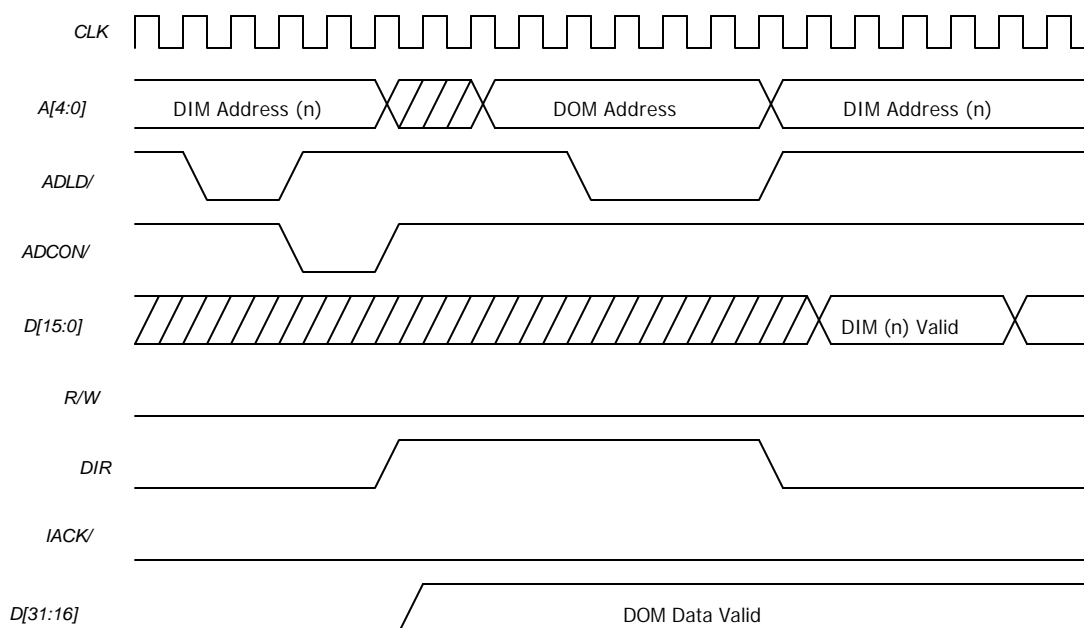 CLK
A[4:0] DIM Address (n) DOM Address DIM Address (n)
ADLD/
ADCON/
D[15:0] DIM (n) Valid
R/W
DIR
IACK/
D[31:16] DOM Data Valid